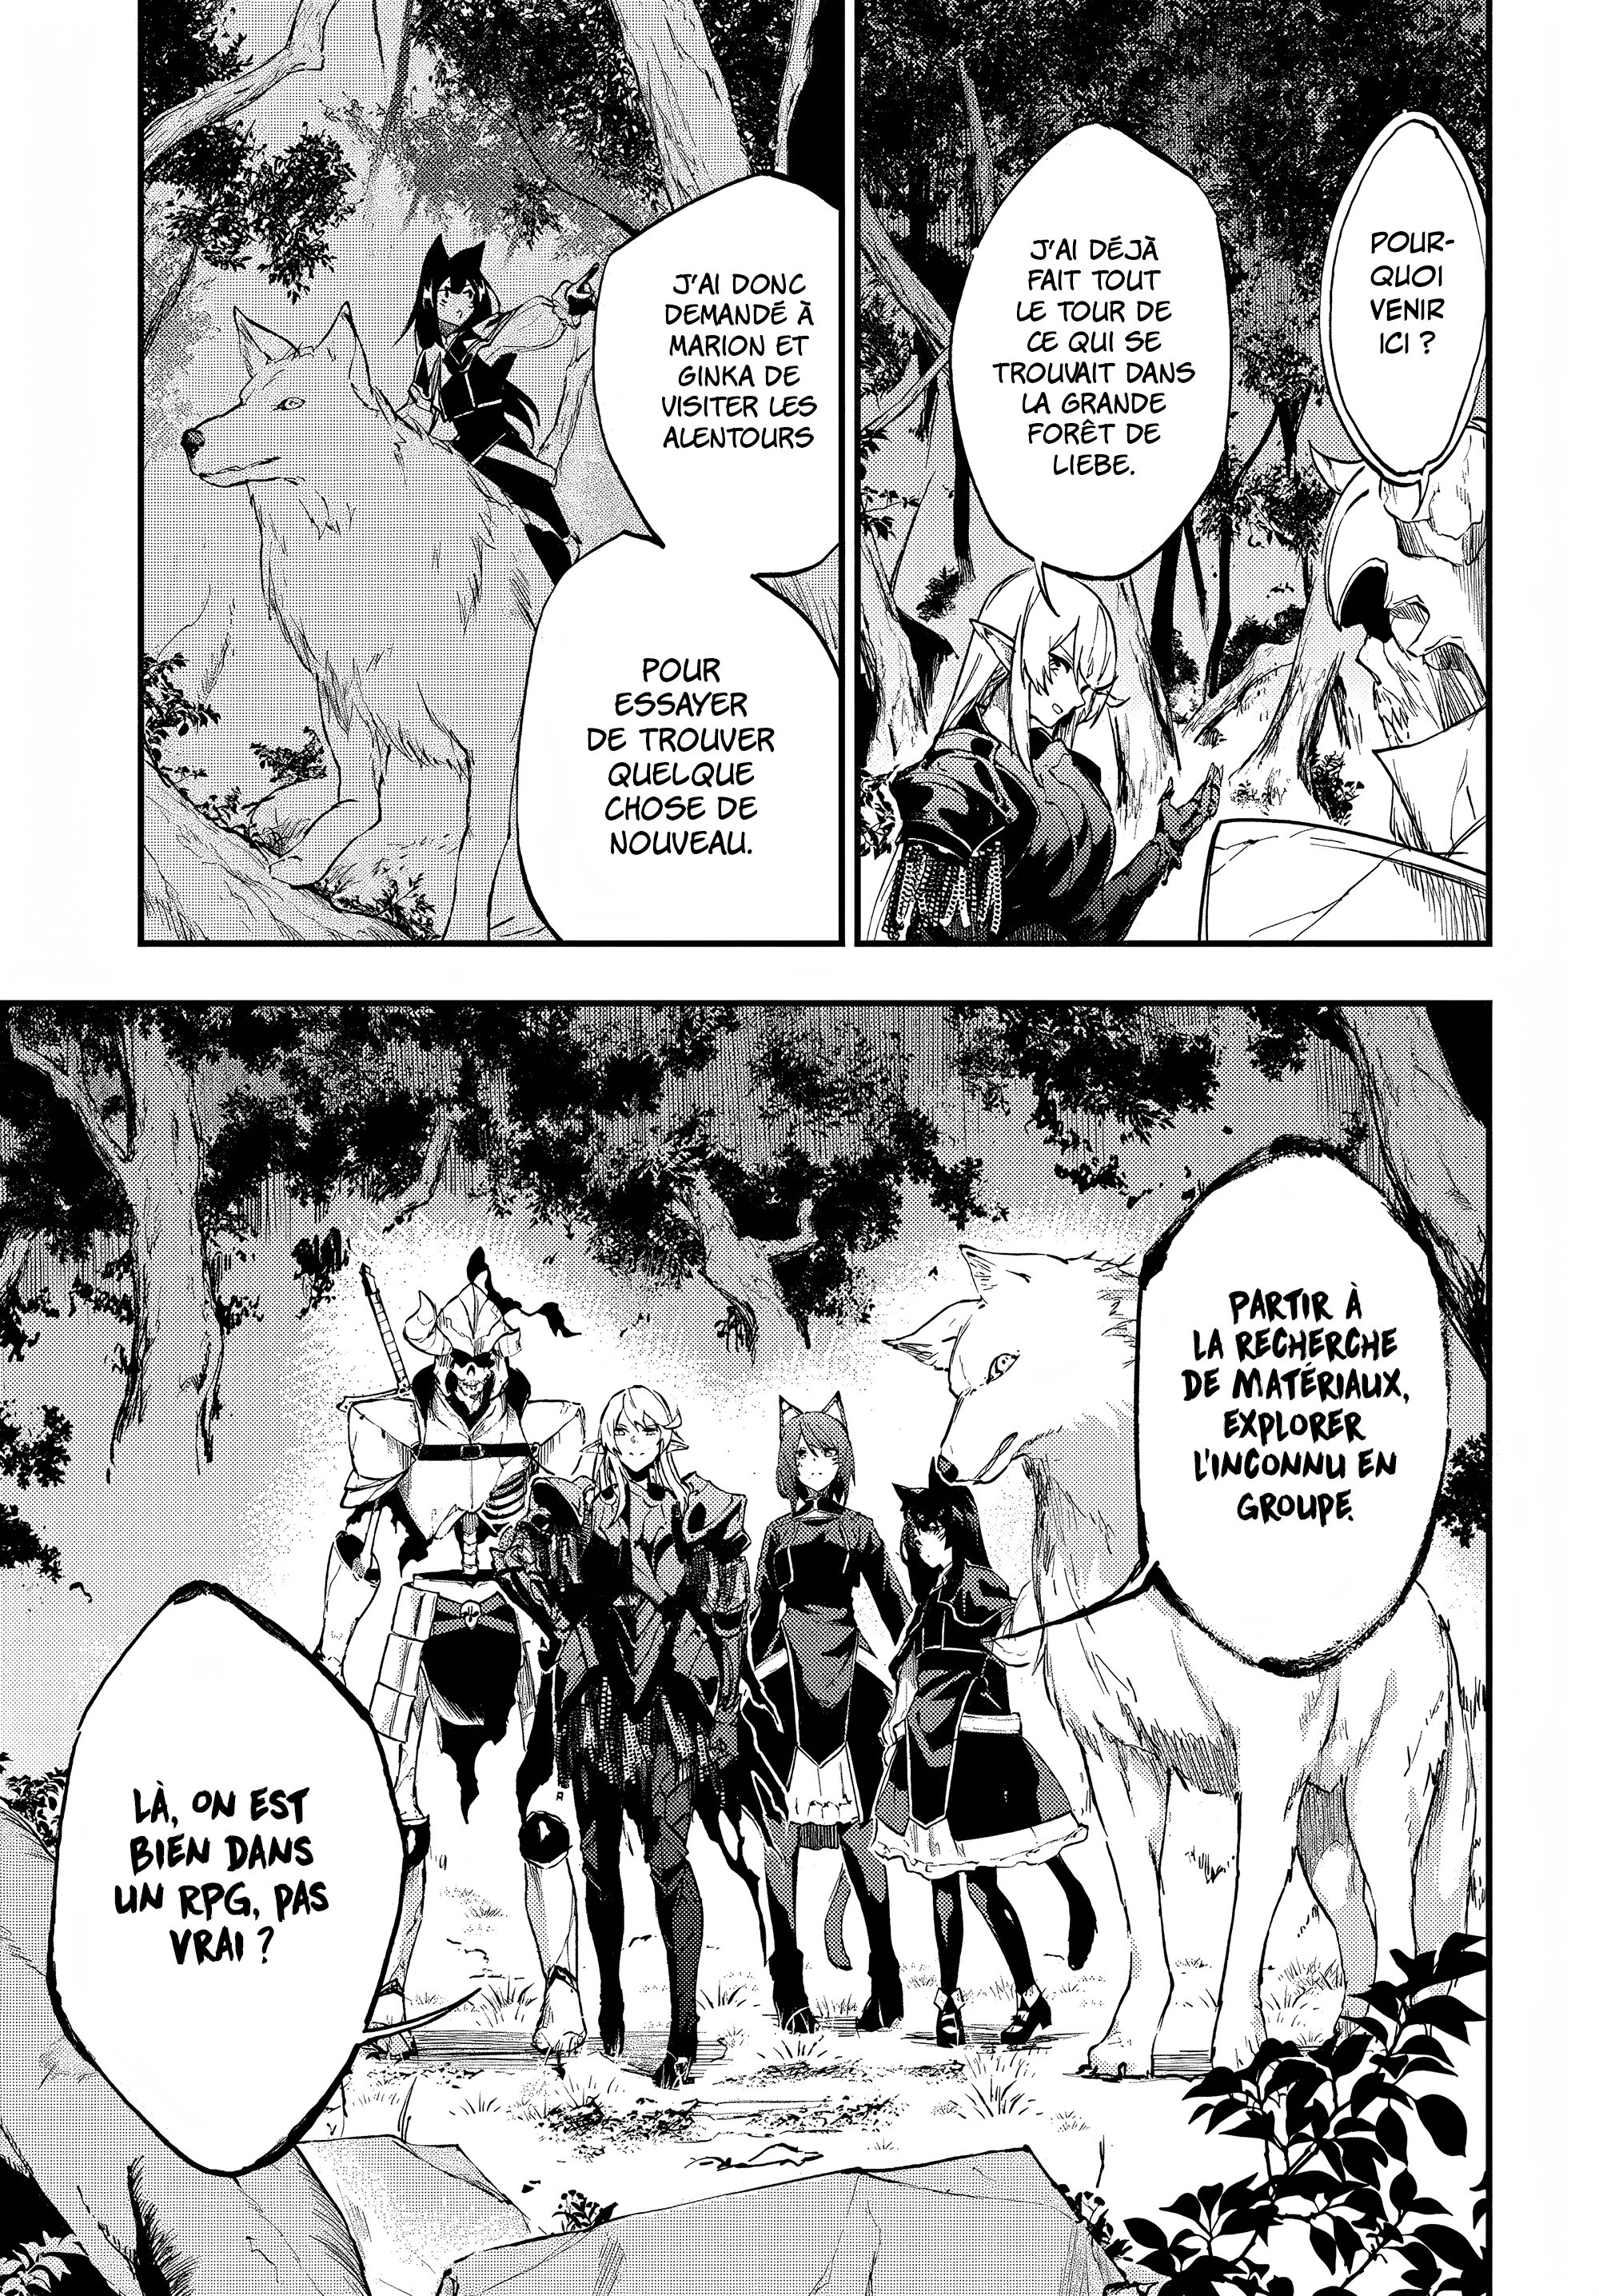 POUR-
QUOI
VENIR
ICI ?
J'AI DÉJÀ
FAIT TOUT
LE TOUR DE
CE QUI SE
TROUVAIT DANS
LA GRANDE
FORÊT DE
LIEBE.
J'AI DONC
DEMANDÉ À
MARION ET
GINKA DE
VISITER LES
ALENTOURS
POUR
ESSAYER
DE TROUVER
QUELQUE
CHOSE DE
NOUVEAU.
PARTIR À
LA RECHERCHE
DE MATÉRIAUX,
EXPLORER
L'INCONNU EN
GROUPE.
LÀ, ON EST
BIEN DANS
UN RPG, PAS
VRAI ?